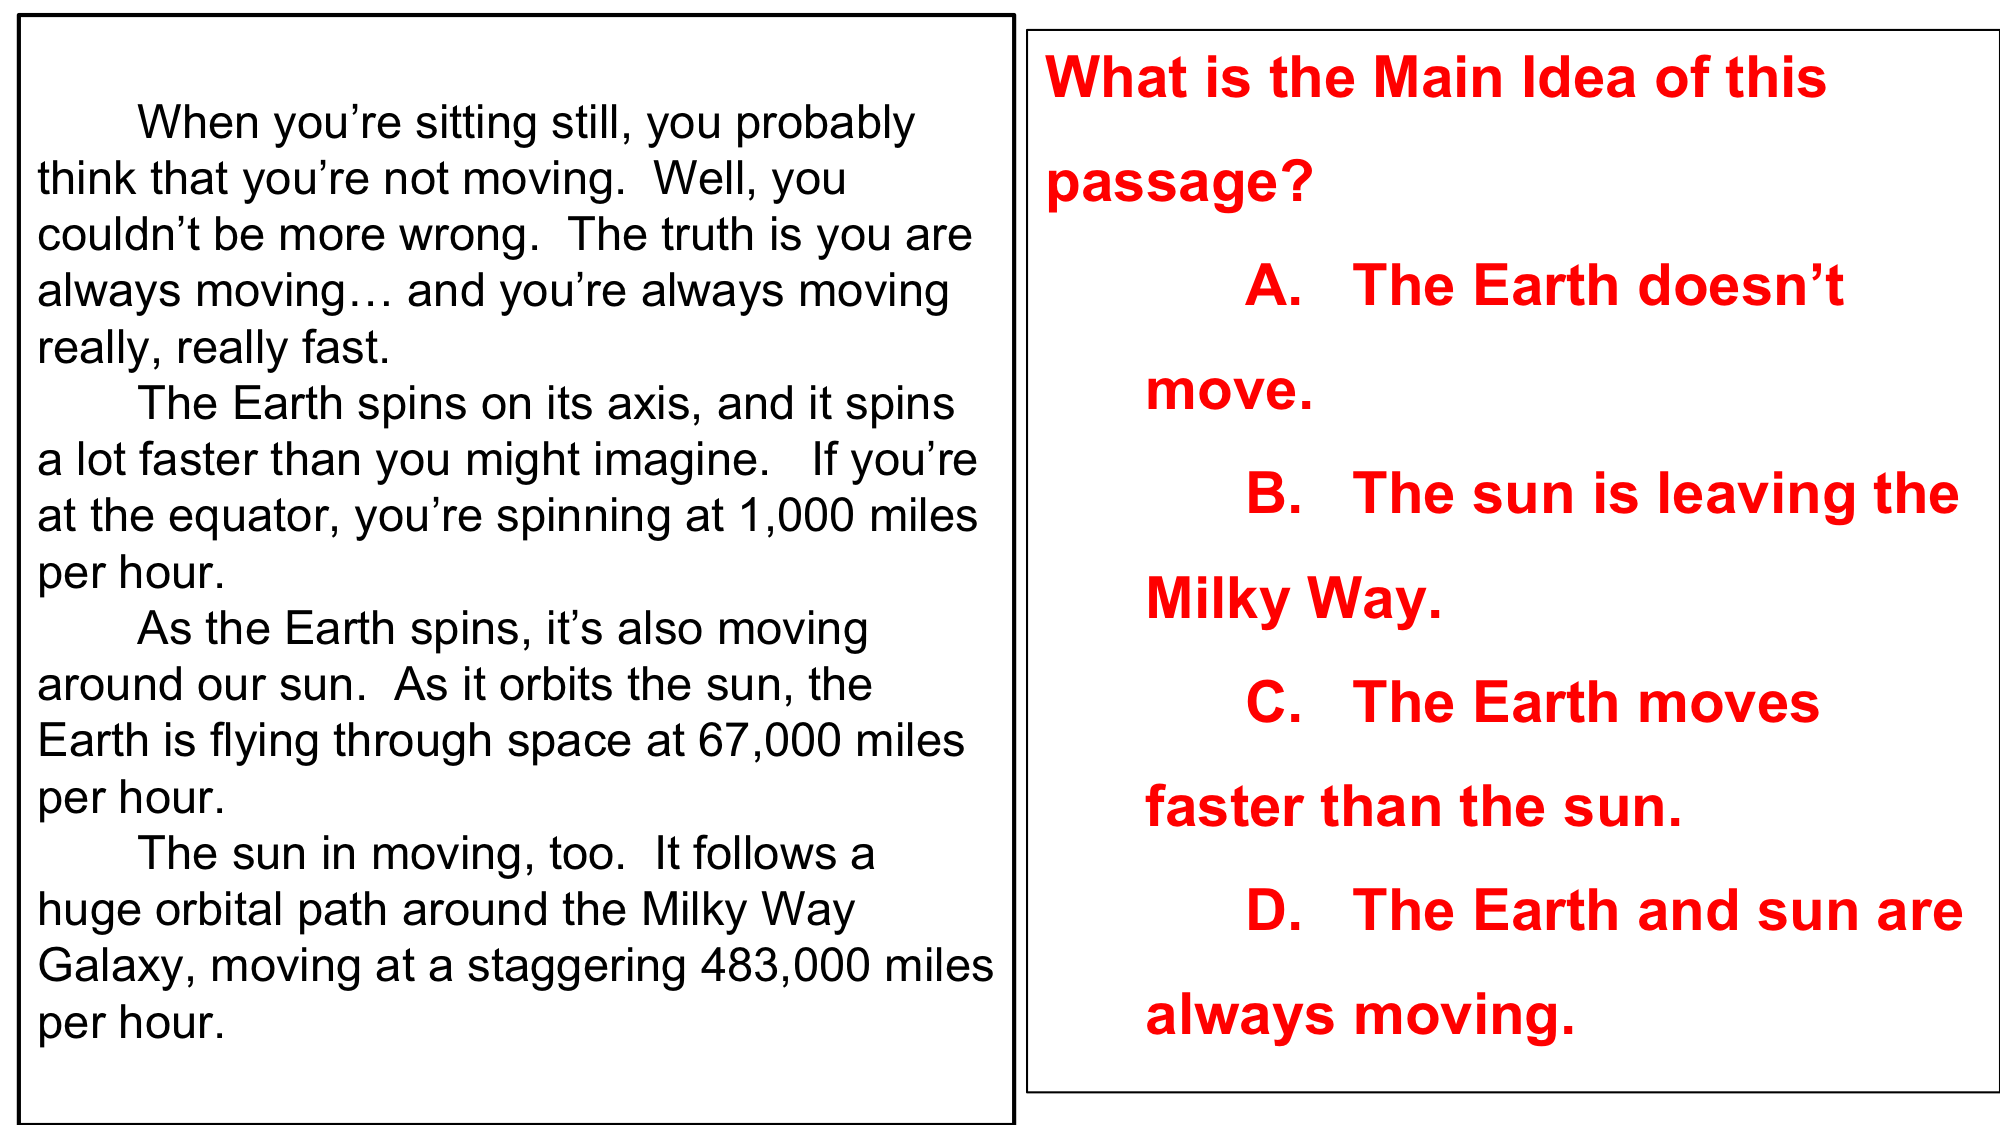 When you’re sitting still, you probably
think that you’re not moving.  Well, you
couldn’t be more wrong.  The truth is you are
always moving… and you’re always moving
really, really fast.
The Earth spins on its axis, and it spins
a lot faster than you might imagine.   If you’re
at the equator, you’re spinning at 1,000 miles
per hour.
As the Earth spins, it’s also moving
around our sun.  As it orbits the sun, the
Earth is flying through space at 67,000 miles
per hour.
The sun in moving, too.  It follows a
huge orbital path around the Milky Way
Galaxy, moving at a staggering 483,000 miles
per hour.
What is the Main Idea of this
passage?
A.   The Earth doesn’t
move.
B.   The sun is leaving the
Milky Way.
C.   The Earth moves
faster than the sun.
D.   The Earth and sun are
always moving.